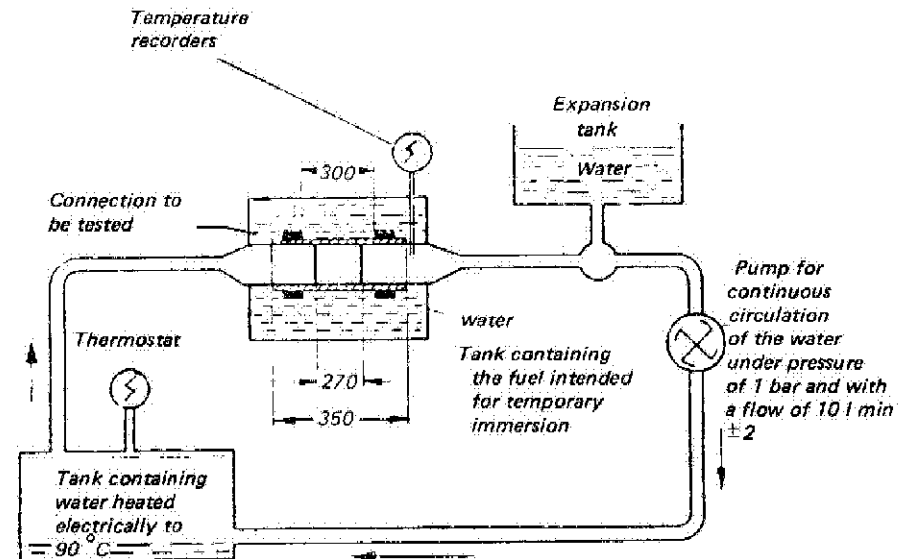 Temperature
recorders
Expansion
tank
Water
300
Connection to
be tested
Pump for
continuous
circulation
of the water
under pressure
of 1 bar and with
a flow of 10 l min
±2
water
Thermostat
Tank containing
the fuel intended
for temporary
immersion
270
350
Tank containing
water heated
electrically to
90 °C